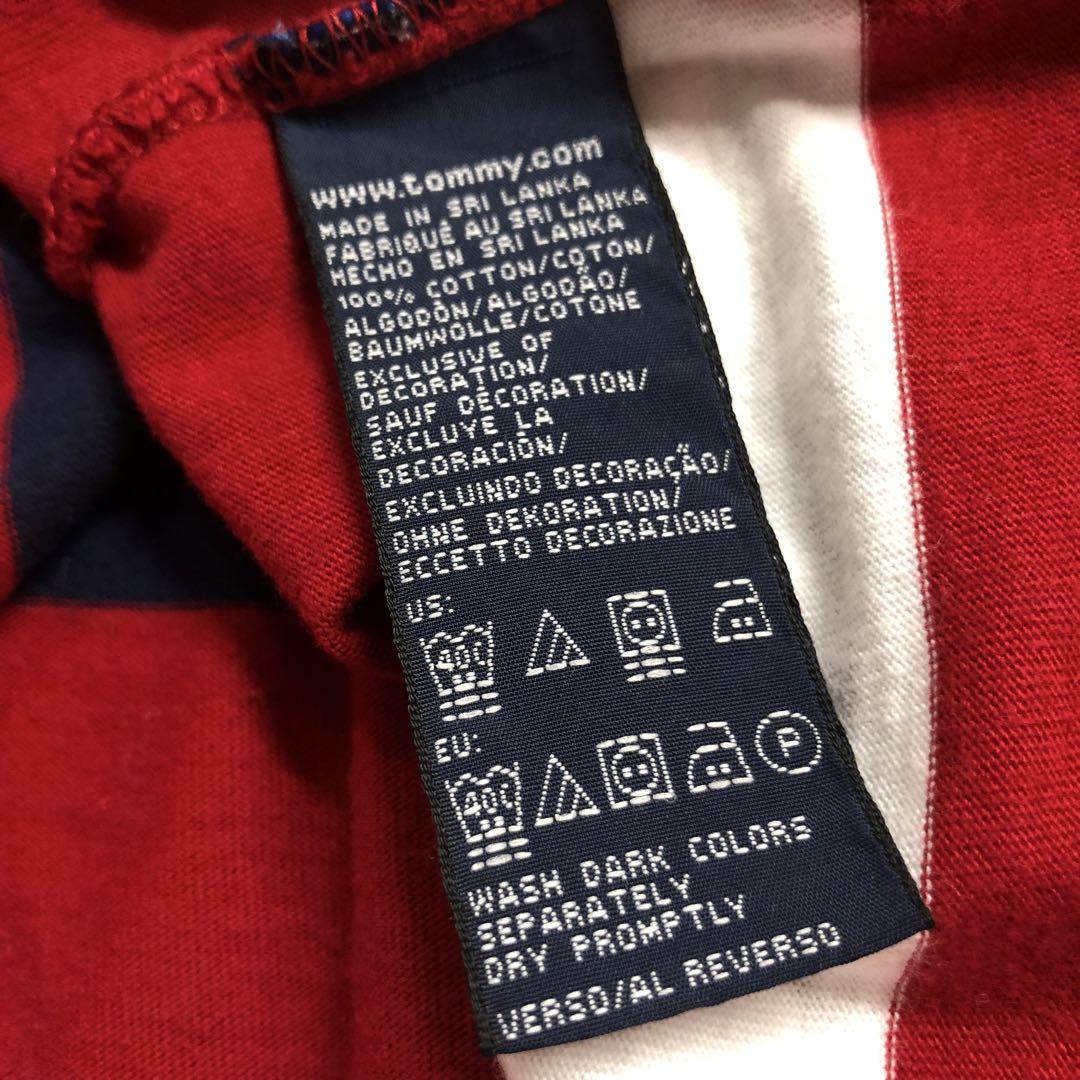 www.tommy.com
MADE IN SRI LANKA
FABRIQUÉ AU SRI LANKA
HECHO EN SRI LANKA
100% COTTON/COTON/
ALGODÓN/ALGODÃO/
BAUMWOLLE/COTONE
EXCLUSIVE OF
DECORATION/
SAUF DÉCORATION/
EXCLUYE LA
DECORACIÓN/
EXCLUINDO DECORAÇÃO/
OHNE DEKORATION/
ECCETTO DECORAZIONE
US:
40C
EU:
40C P
WASH DARK COLORS
SEPARATELY
DRY PROMPTLY
VERSO/AL REVERSO